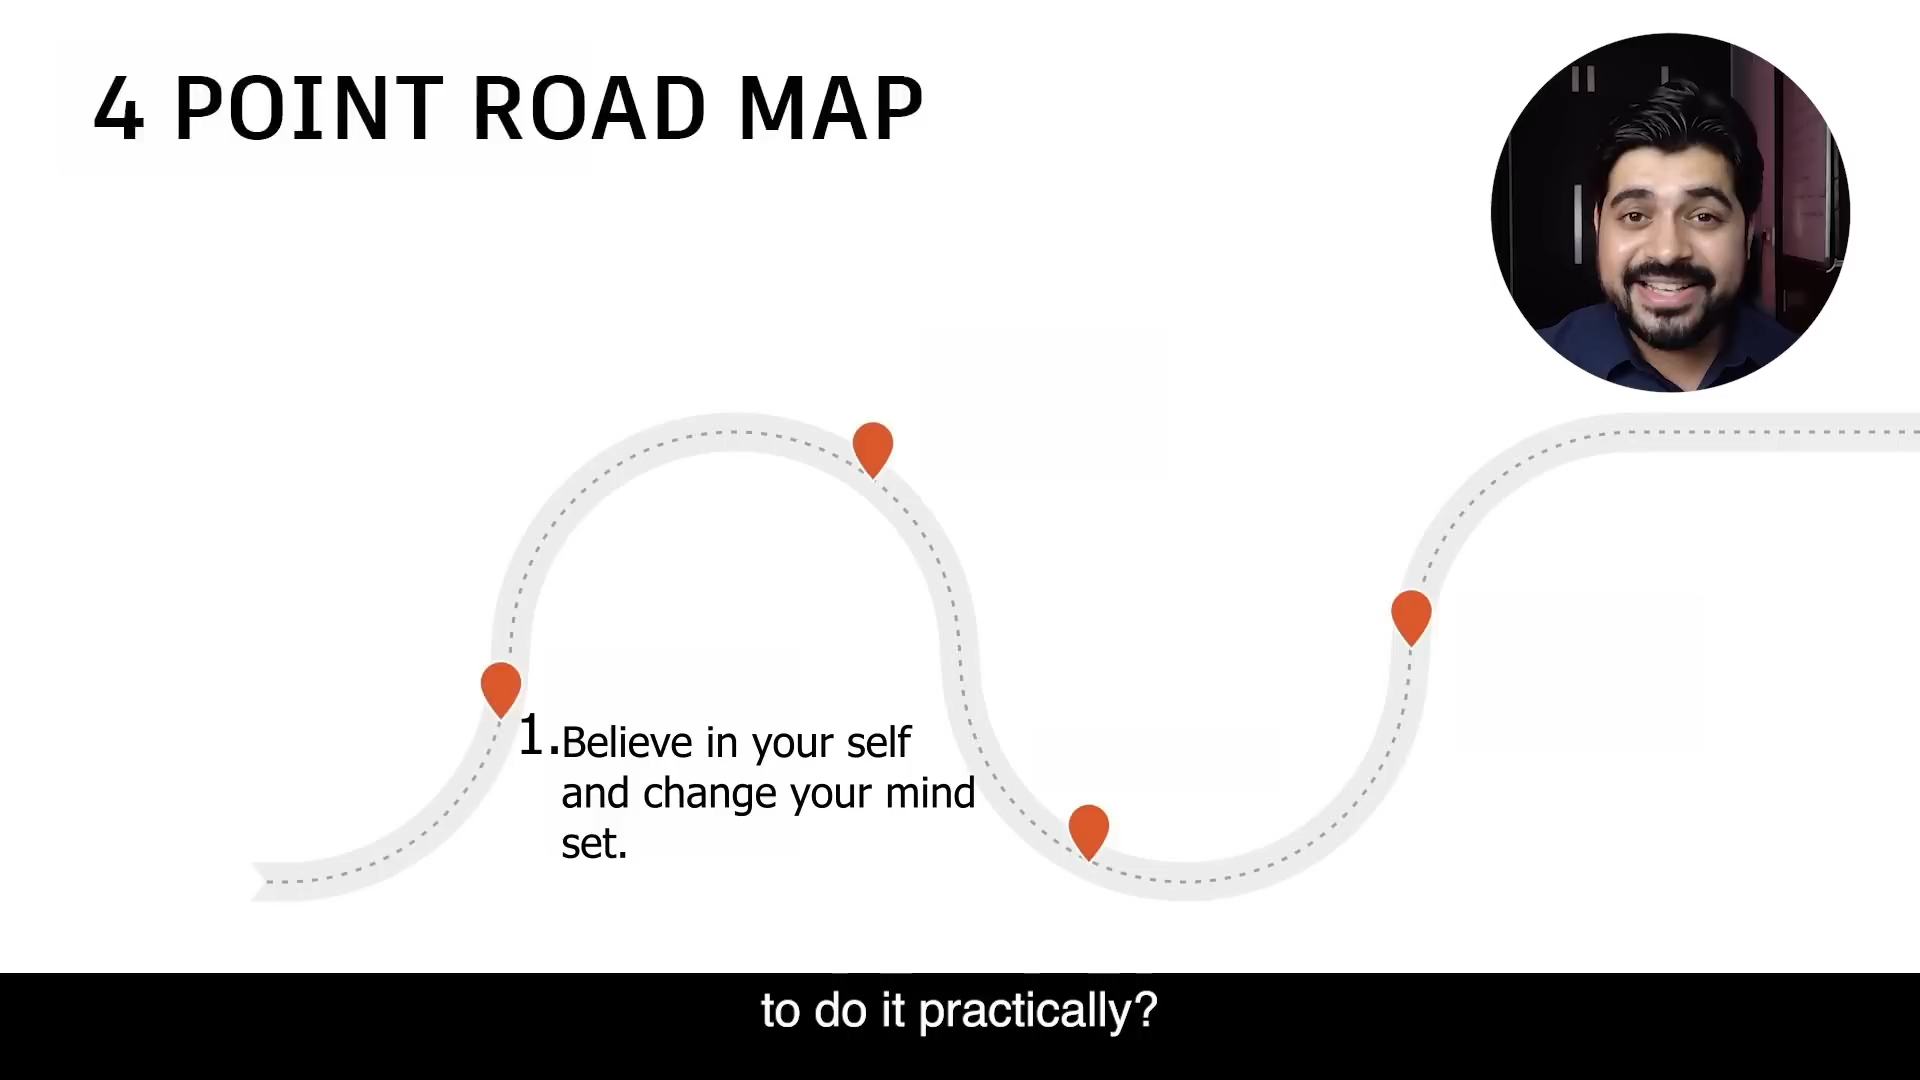 4 POINT ROAD MAP
1. Believe in your self
and change your mind
set.
to do it practically?